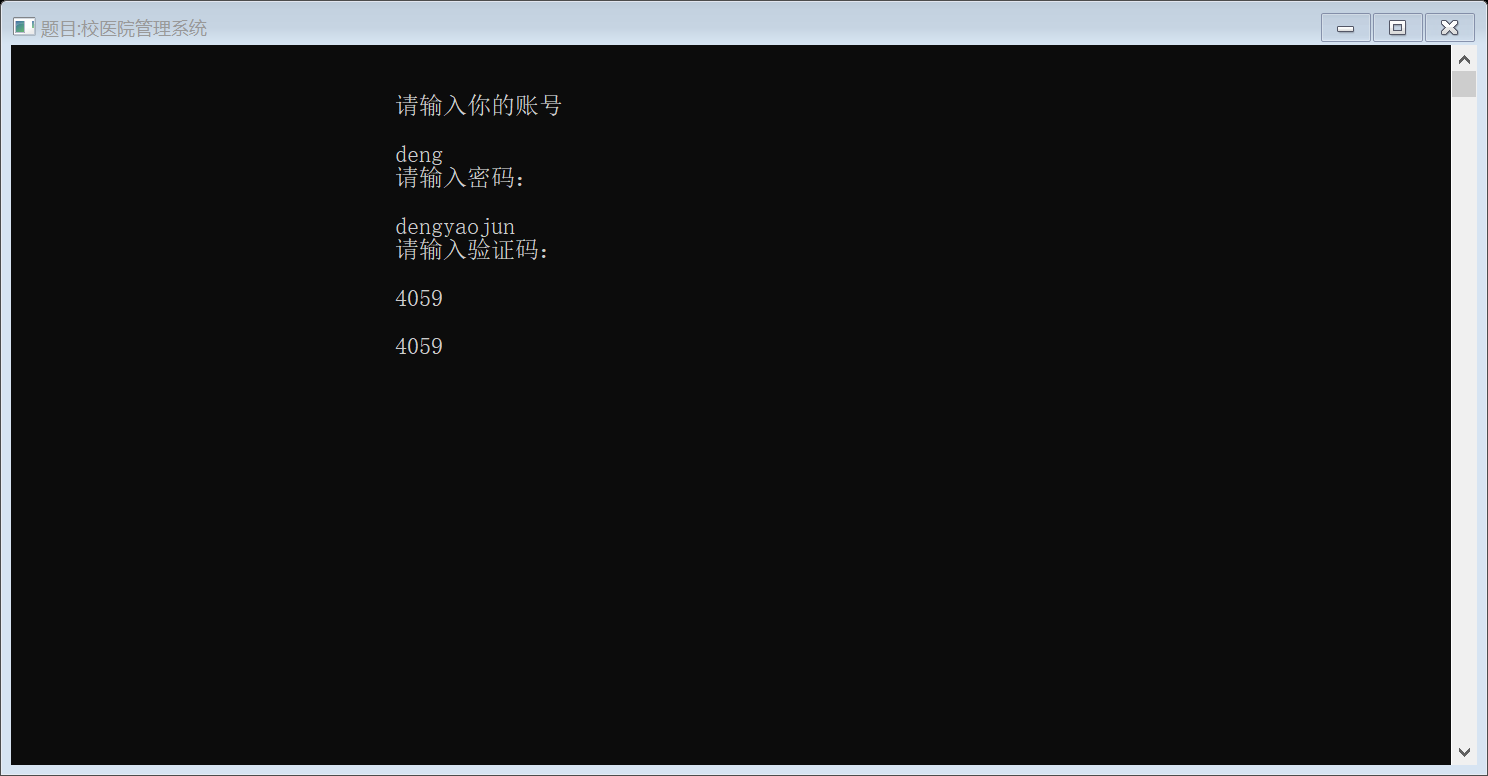 题目:校医院管理系统
请输入你的账号
deng
请输入密码：
dengyaojun
请输入验证码：
4059
4059